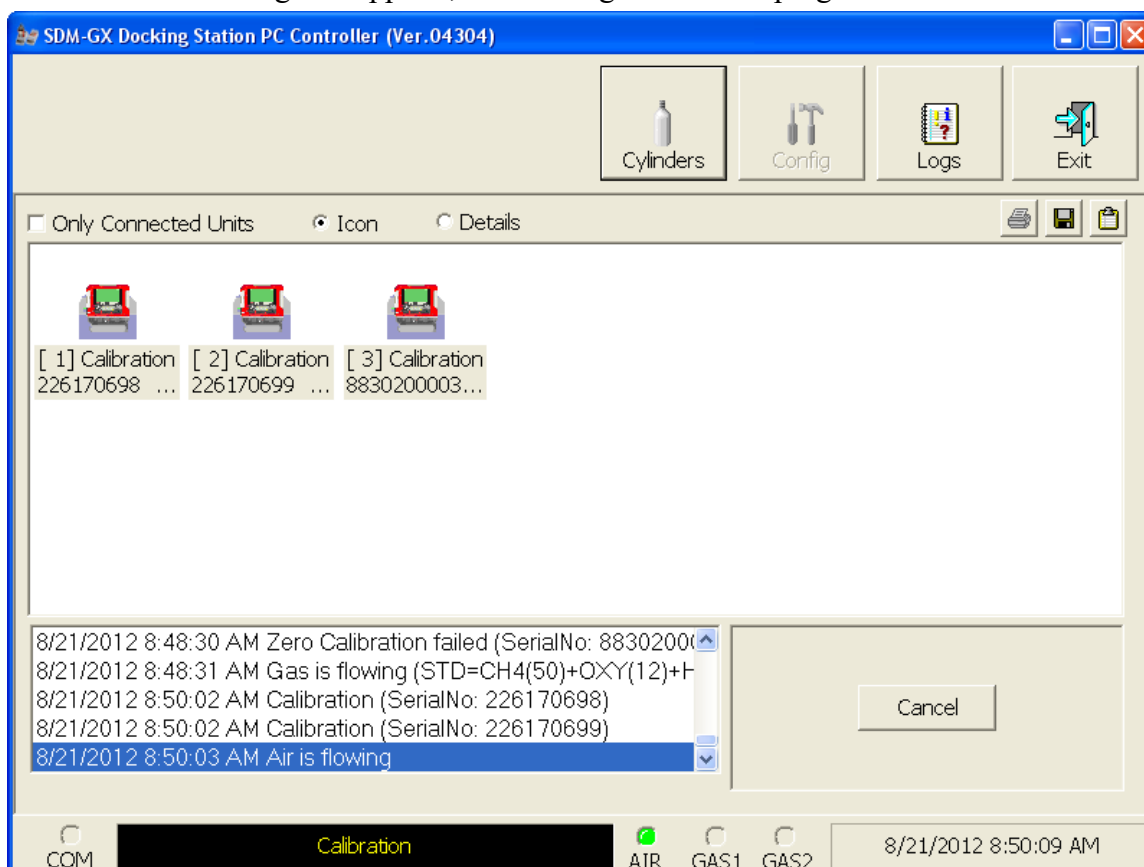 SDM-GX Docking Station PC Controller (Ver.04304)
Cylinders
Config
Logs
Exit
Only Connected Units
Icon
Details
[ 1] Calibration
226170698 ...
[ 2] Calibration
226170699 ...
[ 3] Calibration
8830200003...
8/21/2012 8:48:30 AM Zero Calibration failed (SerialNo:
8/21/2012 8:48:31 AM Gas is flowing (STD=CH4(50)+OXY(12)+H
8/21/2012 8:50:02 AM Calibration (SerialNo: 226170698)
8/21/2012 8:50:02 AM Calibration (SerialNo: 226170699)
8/21/2012 8:50:03 AM Air is flowing
Cancel
COM
Calibration
AIR
GAS1
GAS2
8/21/2012 8:50:09 AM